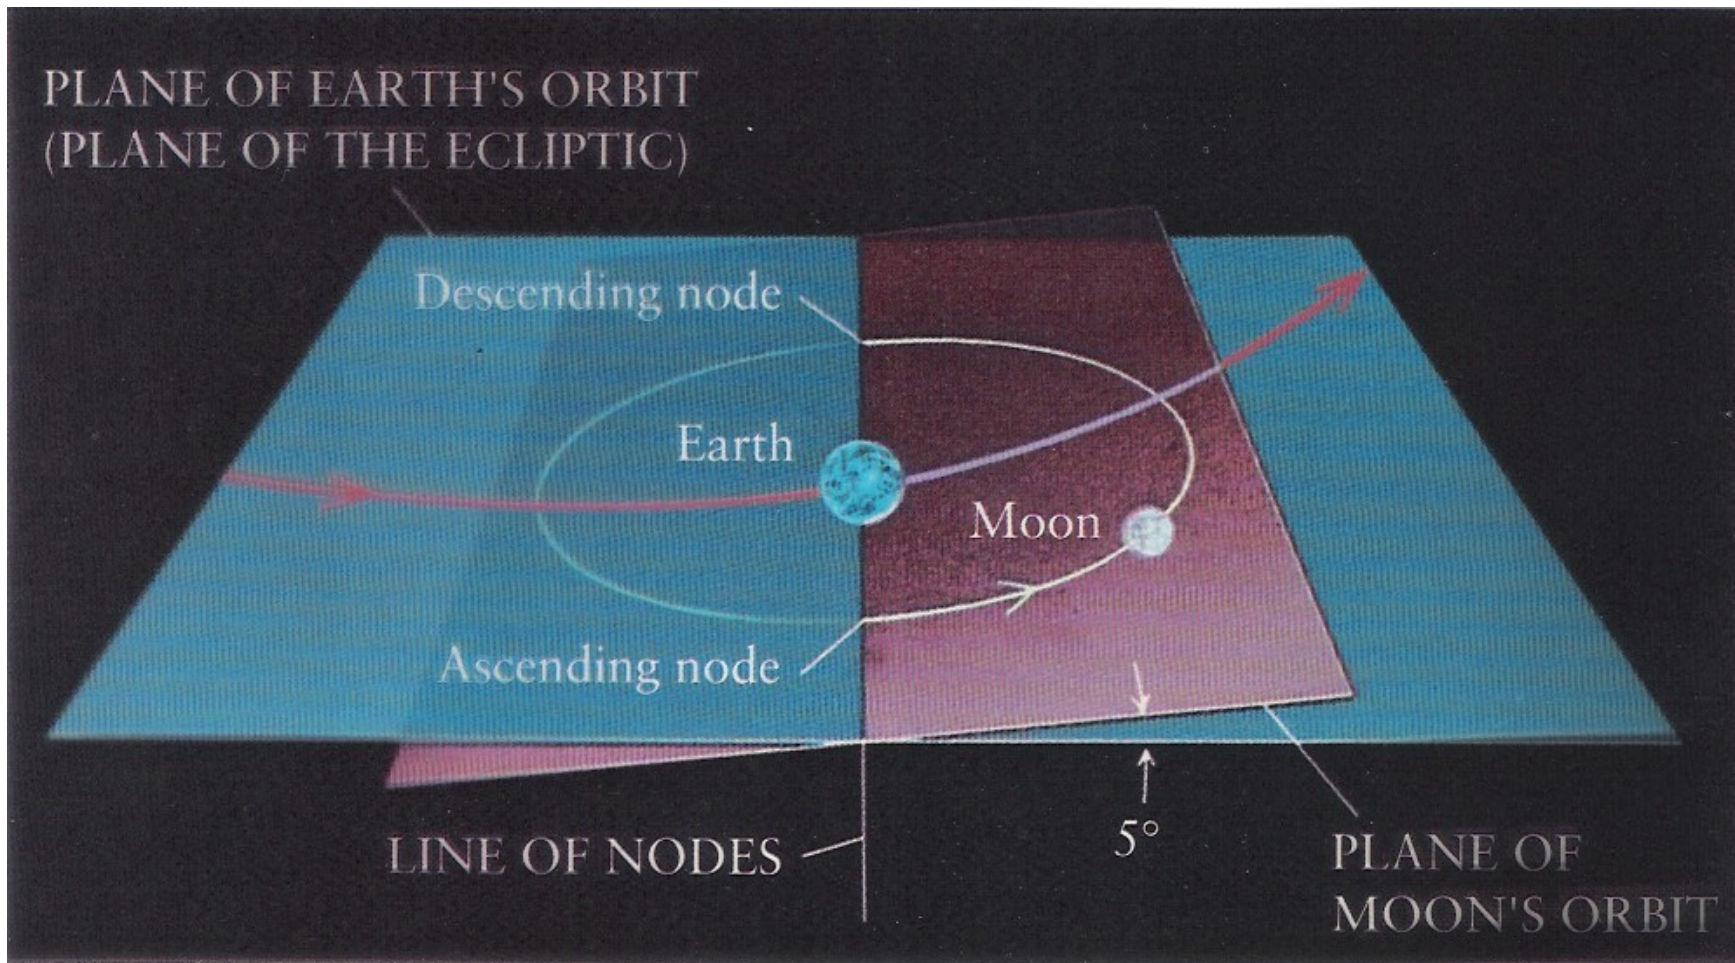 PLANE OF EARTH'S ORBIT
(PLANE OF THE ECLIPTIC)
Descending node
Earth
Moon
Ascending node
5°
LINE OF NODES
PLANE OF
MOON'S ORBIT